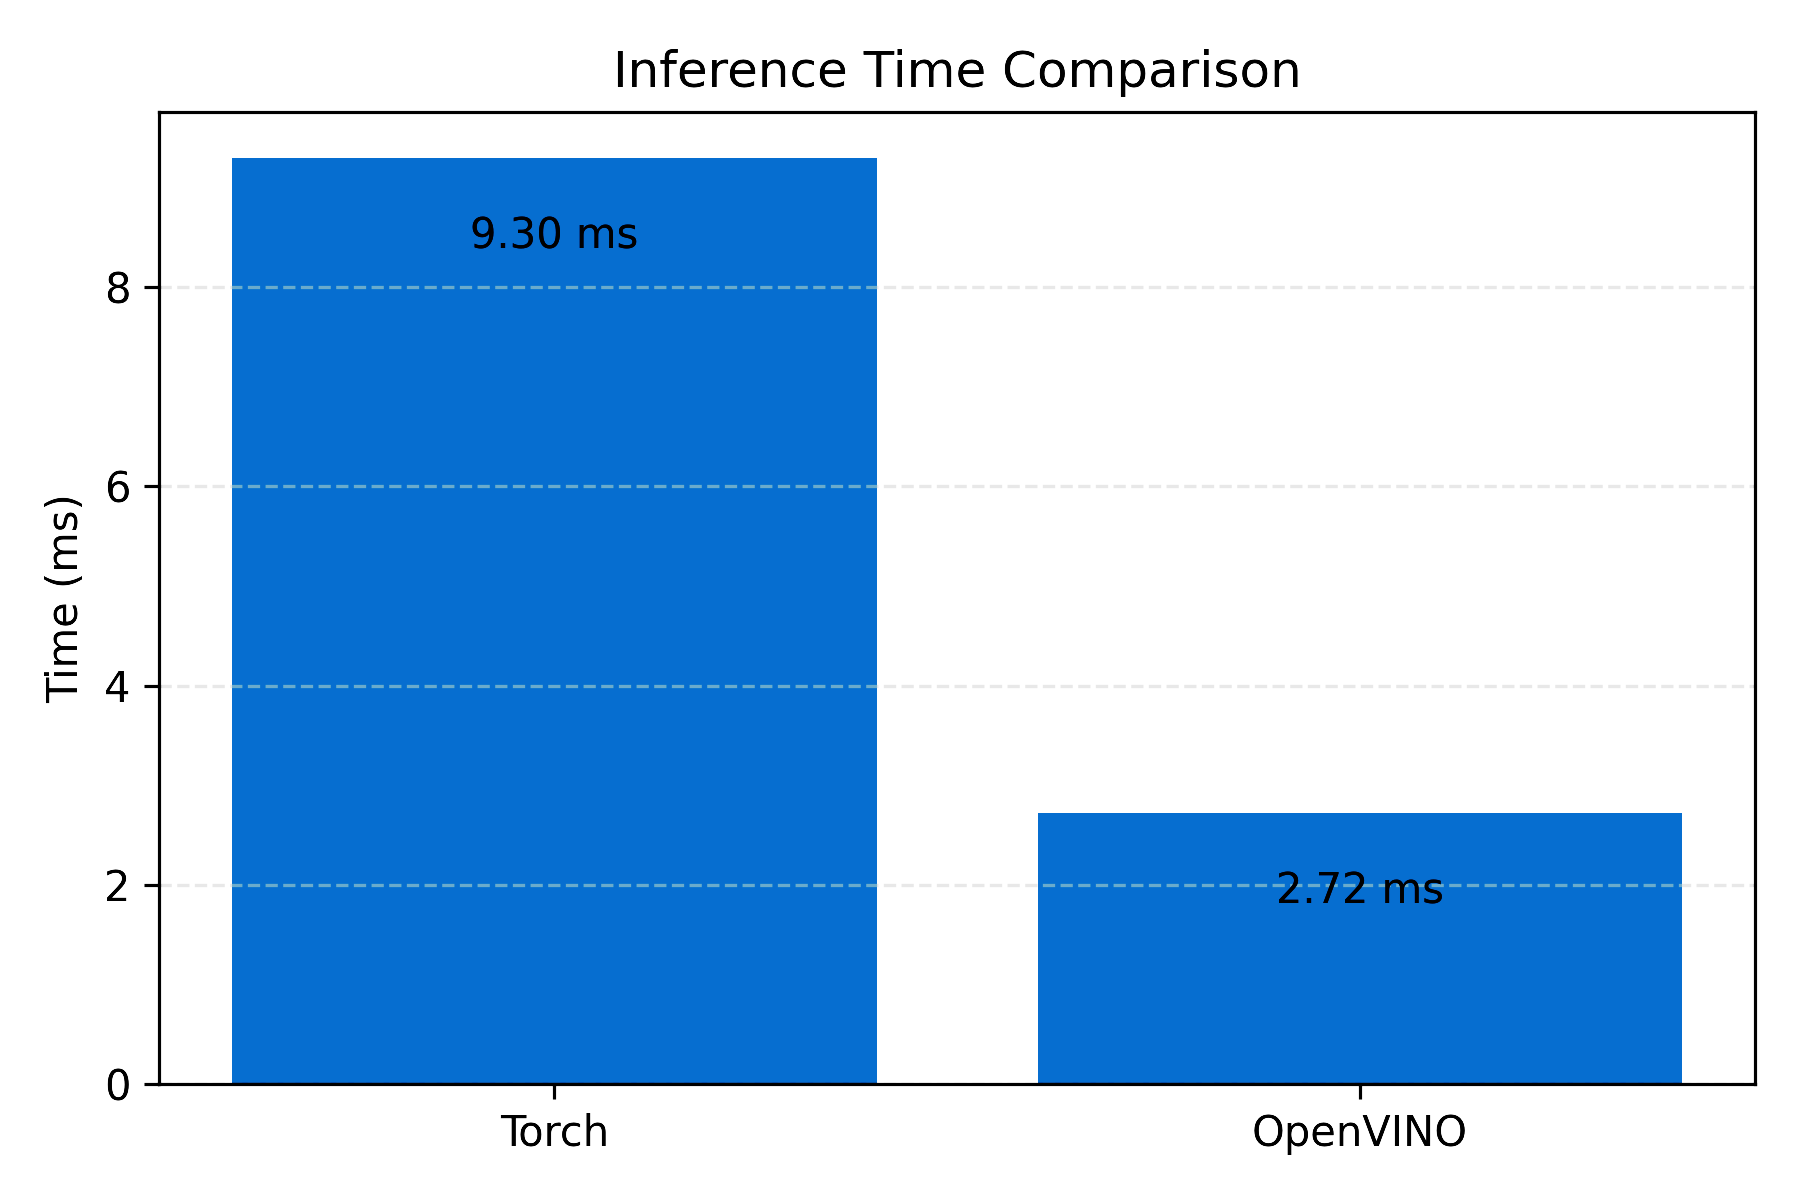 Inference Time Comparison
9.30 ms
8
6
Time (ms)
4
2.72 ms
2
0
Torch
OpenVINO